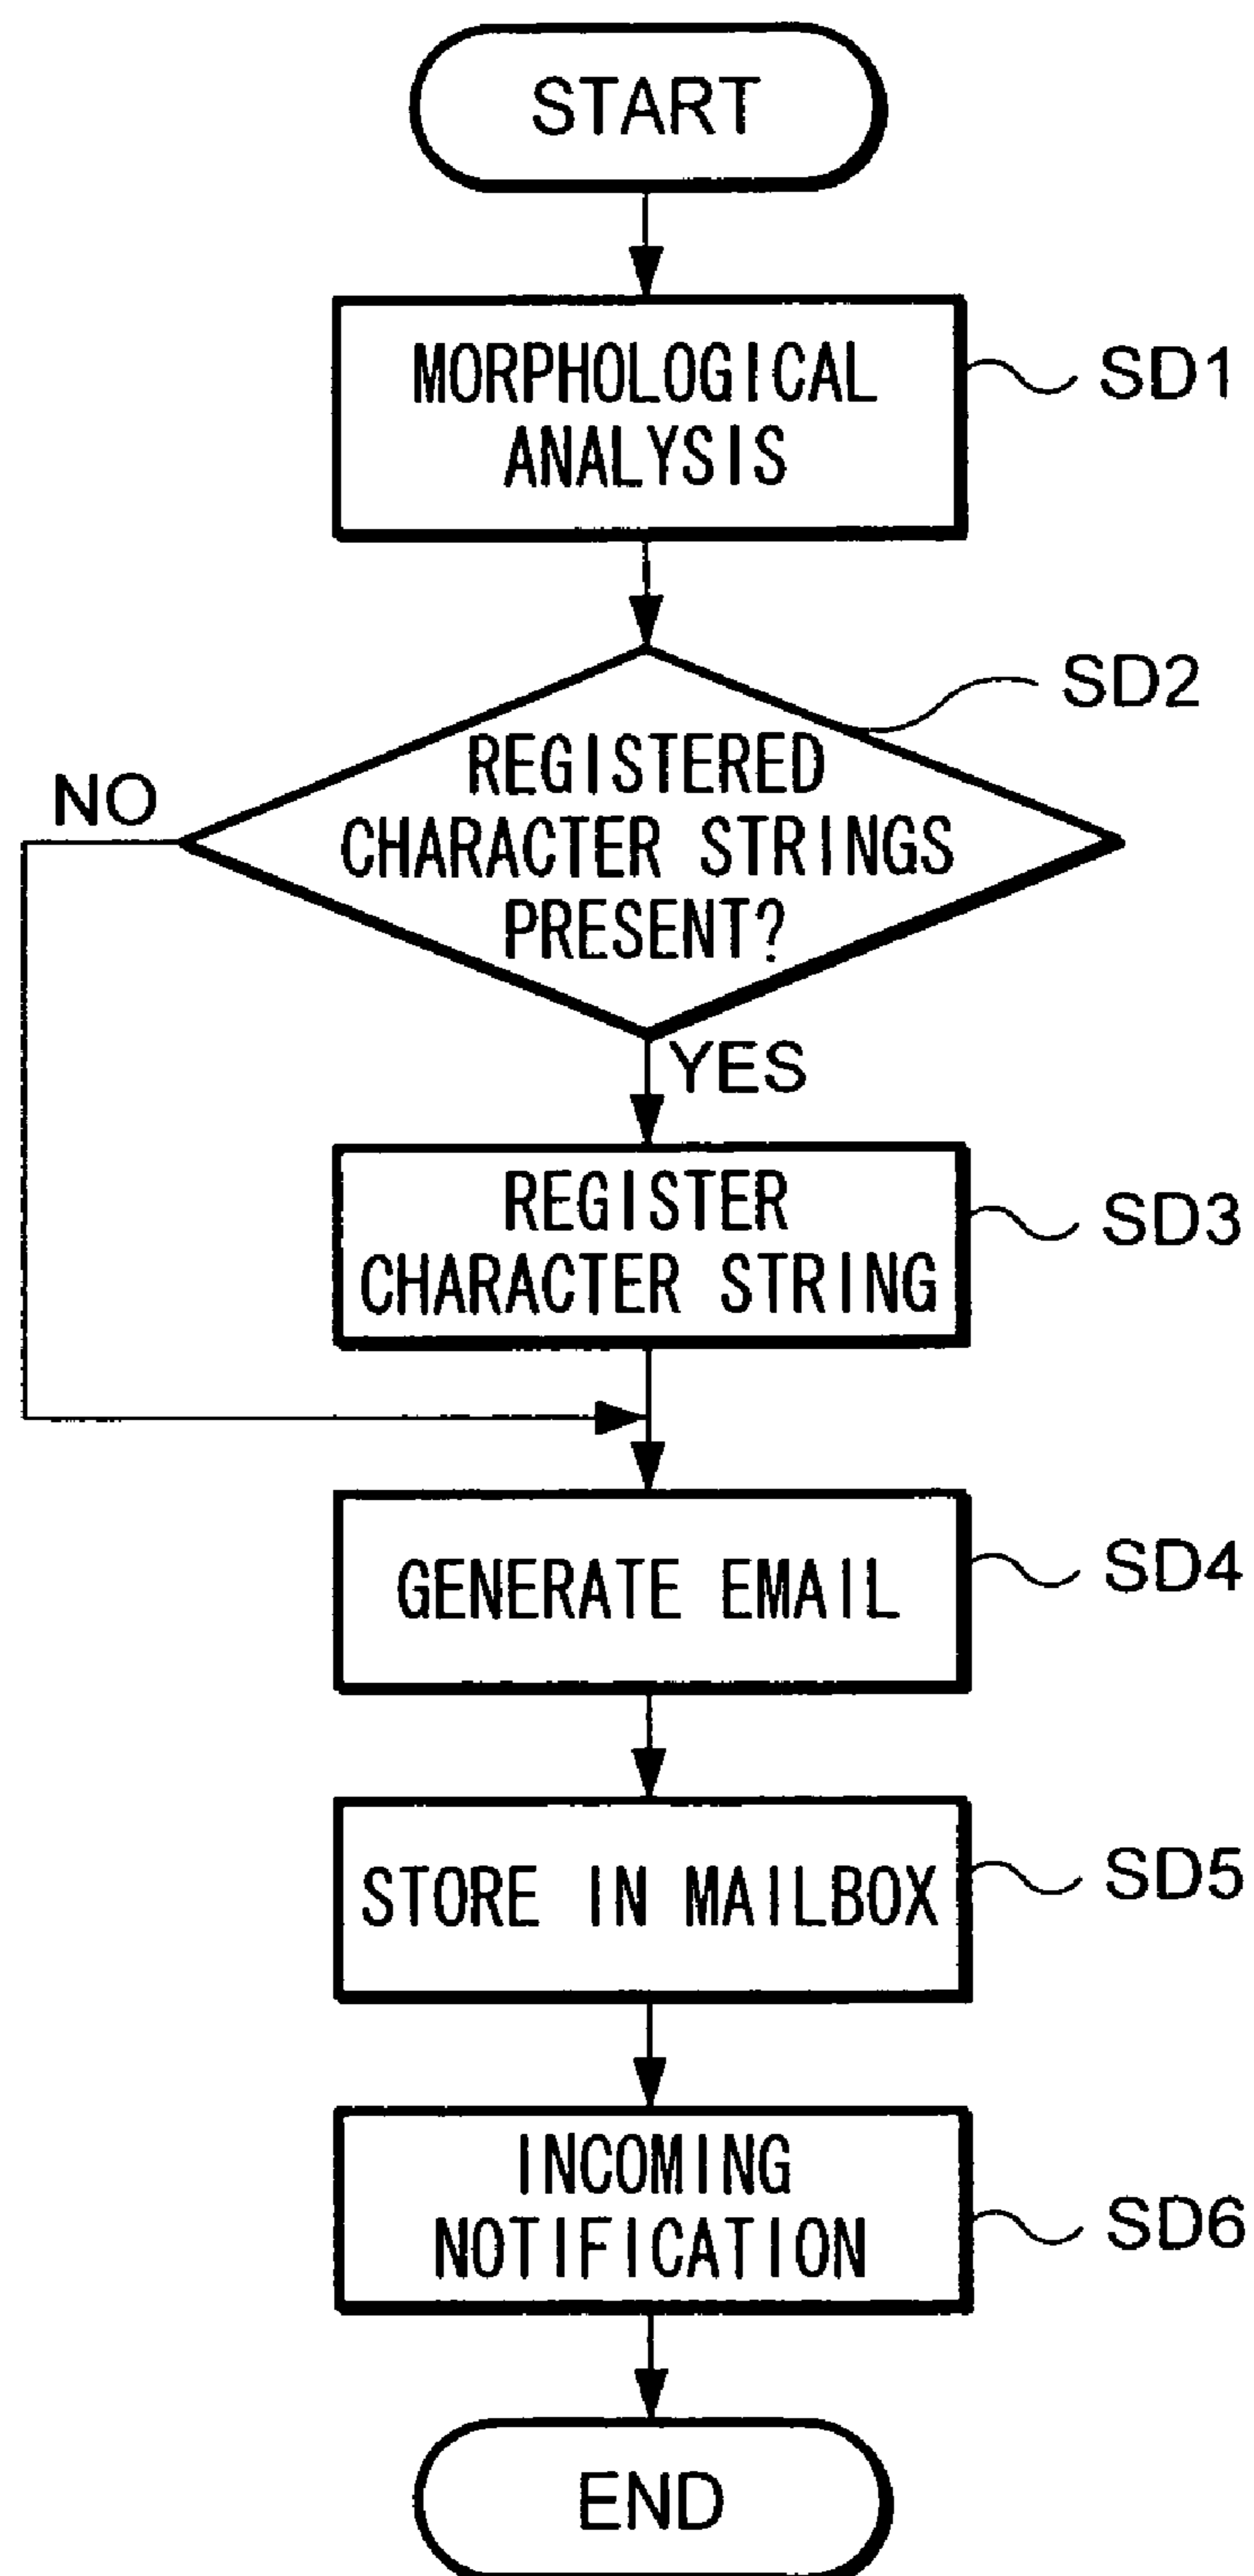 START
MORPHOLOGICAL
ANALYSIS
SD1
SD2
REGISTERED
CHARACTER STRINGS
PRESENT?
NO
YES
REGISTER
CHARACTER STRING
SD3
GENERATE EMAIL
SD4
STORE IN MAILBOX
SD5
INCOMING
NOTIFICATION
SD6
END